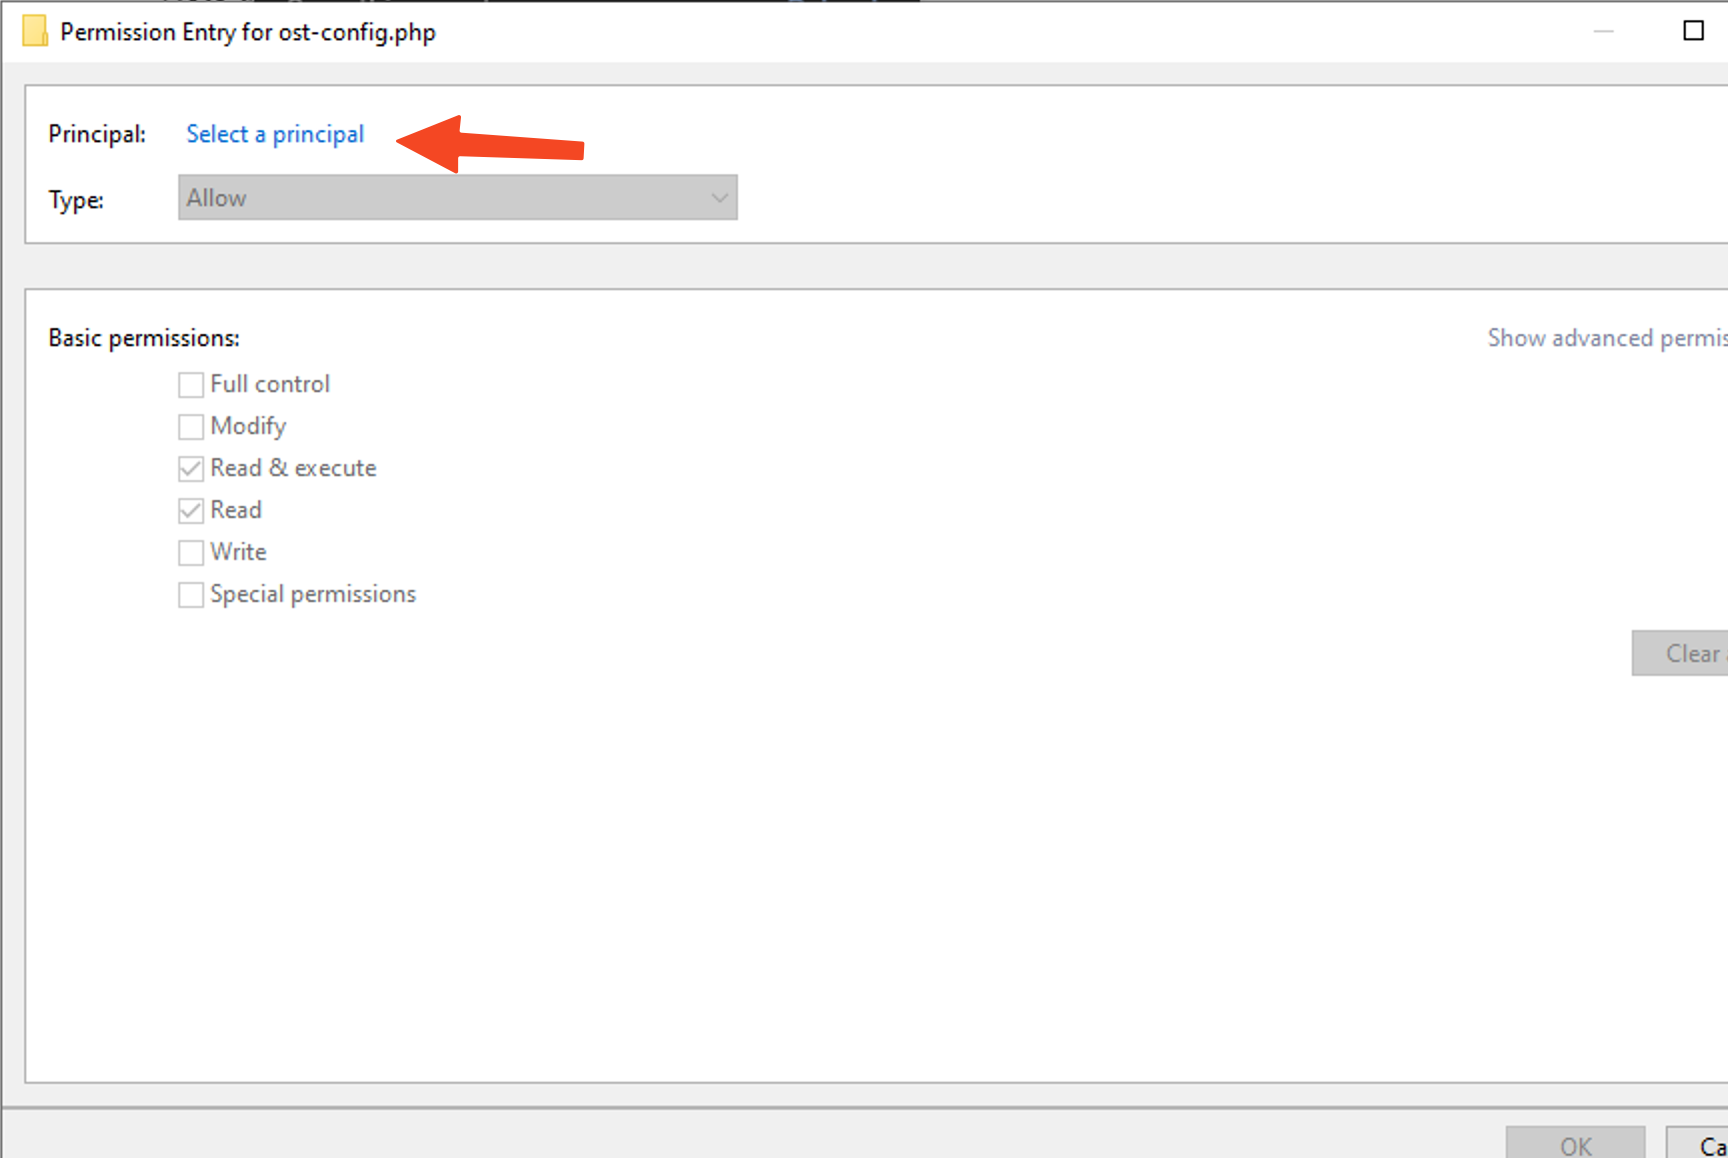 Permission Entry for ost-config.php
Principal: Select a principal
Type: Allow
Basic permissions: Show advanced permis
Full control
Modify
Read & execute
Read
Write
Special permissions
Clear
OK Ca